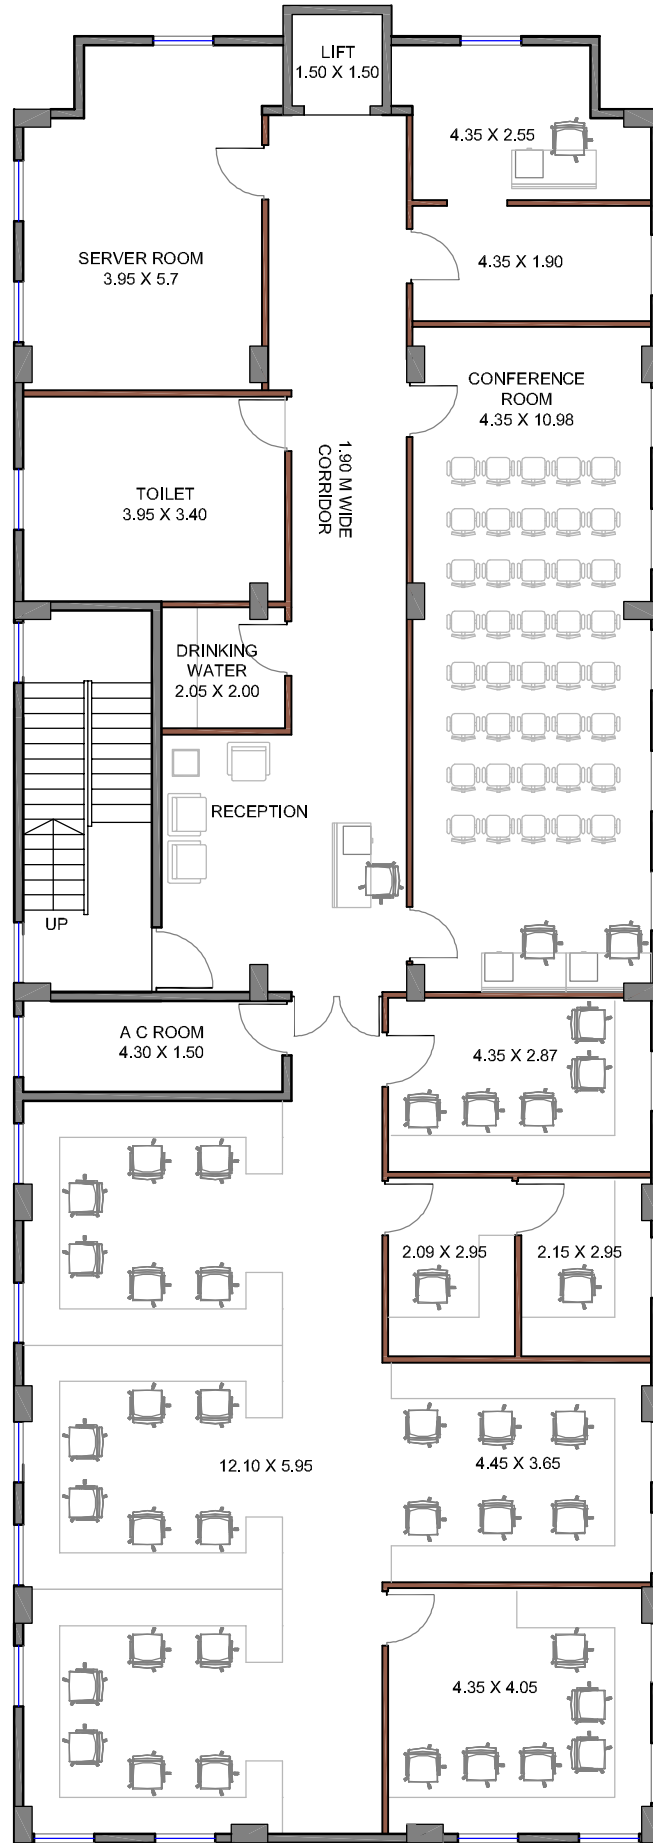 LIFT
1.50 X 1.50
4.35 X 2.55
SERVER ROOM
3.95 X 5.7
4.35 X 1.90
CONFERENCE
ROOM
4.35 X 10.98
1.90 M WIDE
CORRIDOR
TOILET
3.95 X 3.40
DRINKING
WATER
2.05 X 2.00
RECEPTION
UP
A C ROOM
4.30 X 1.50
4.35 X 2.87
2.09 X 2.95
2.15 X 2.95
12.10 X 5.95
4.45 X 3.65
4.35 X 4.05